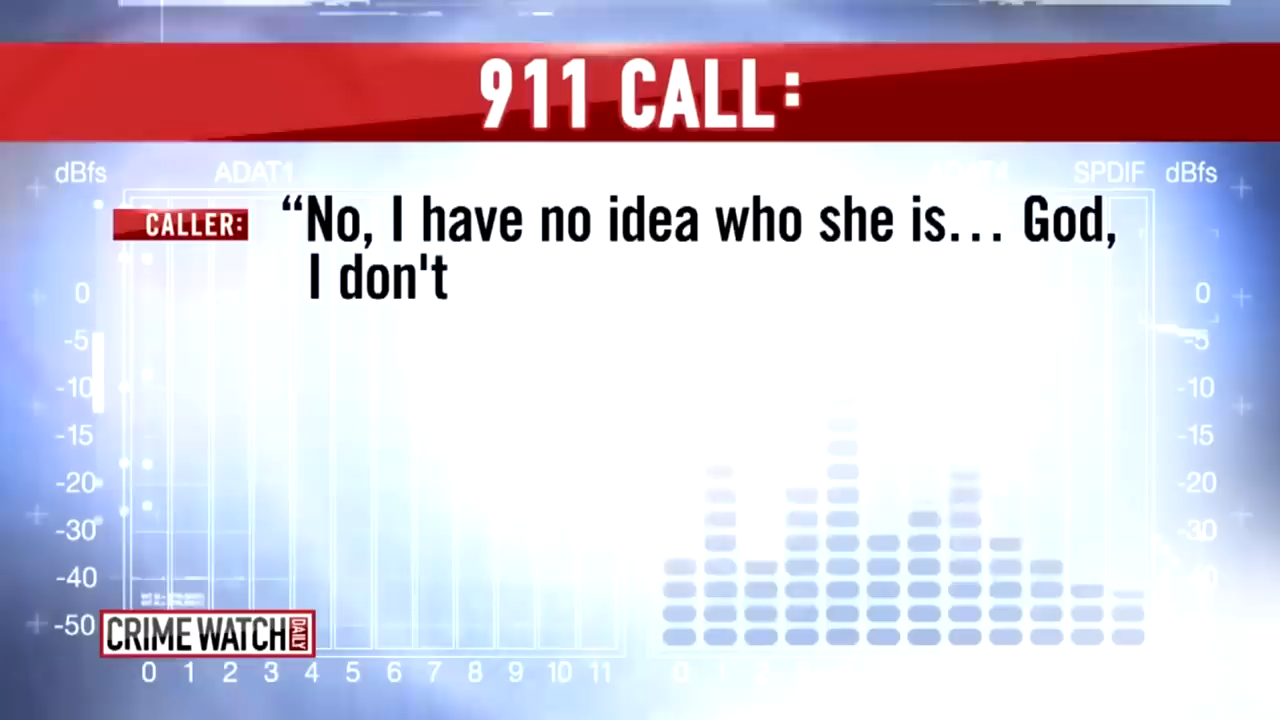 911 CALL:
dBfs ADAT1 SPDIF dBfs
CALLER: “No, I have no idea who she is... God,
I don't
0 0
-5 -5
-10 -10
-15 -15
-20 -20
-30 -30
-40
-50
CRIME WATCH DAILY
0 1 2 3 4 5 6 7 8 9 10 11 0 1